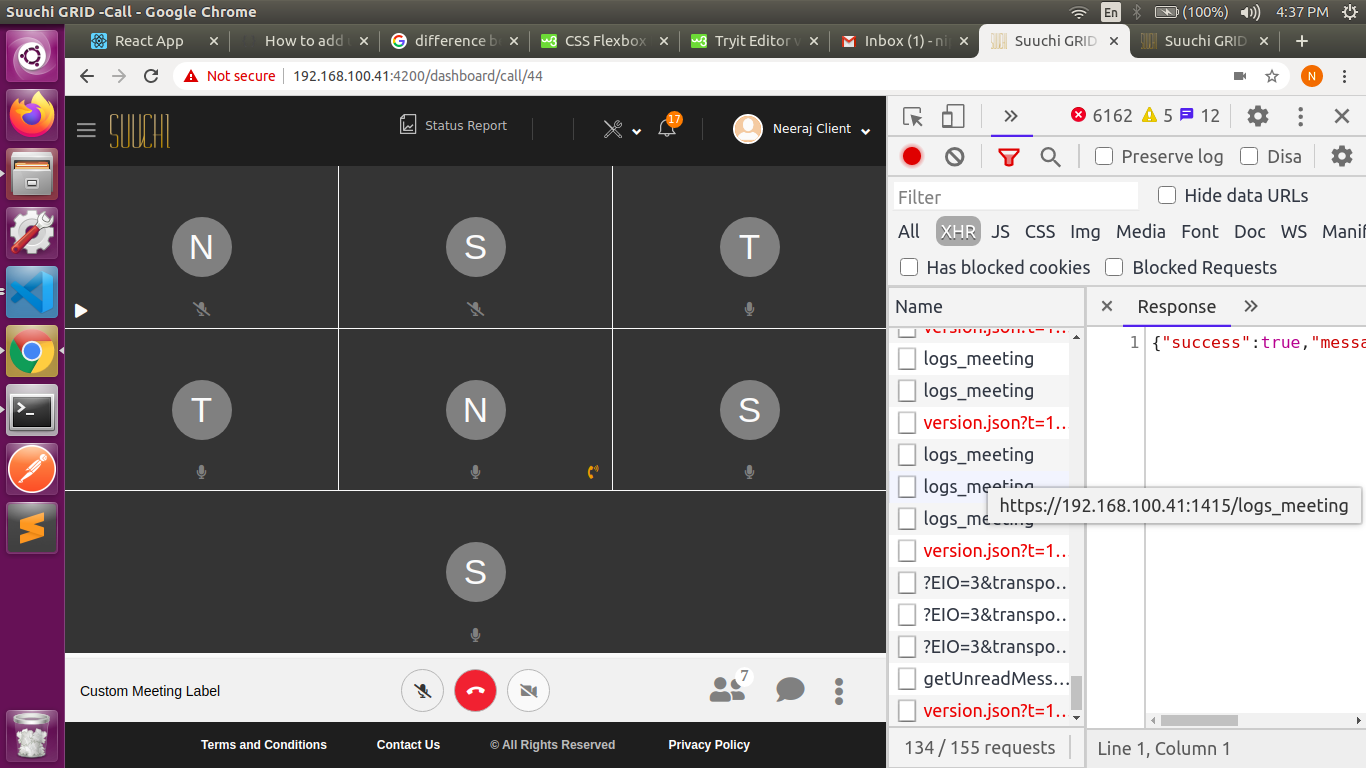 Suuchi GRID -Call - Google Chrome
En
(100%)
4:37 PM
React App
How to add
difference b
CSS Flexbox
Tryit Editor v
Inbox (1) - ni
Suuchi GRID
Suuchi GRID
Not secure
192.168.100.41:4200/dashboard/call/44
N
SUUCHI
Status Report
17
Neeraj Client
6162
5
12
Preserve log
Disa
Filter
Hide data URLs
All
XHR
JS
CSS
Img
Media
Font
Doc
WS
Manif
Has blocked cookies
Blocked Requests
Name
Response
version.json?t=1..
logs_meeting
logs_meeting
version.json?t=1..
logs_meeting
logs_meeting
https://192.168.100.41:1415/logs_meeting
logs_me
version.json?t=1..
?EIO=3&transpo...
?EIO=3&transpo...
?EIO=3&transpo...
getUnreadMess...
version.json?t=1..
1
{"success":true,"messa
134 / 155 requests
Line 1, Column 1
N
S
T
T
N
S
S
Custom Meeting Label
7
Terms and Conditions
Contact Us
© All Rights Reserved
Privacy Policy